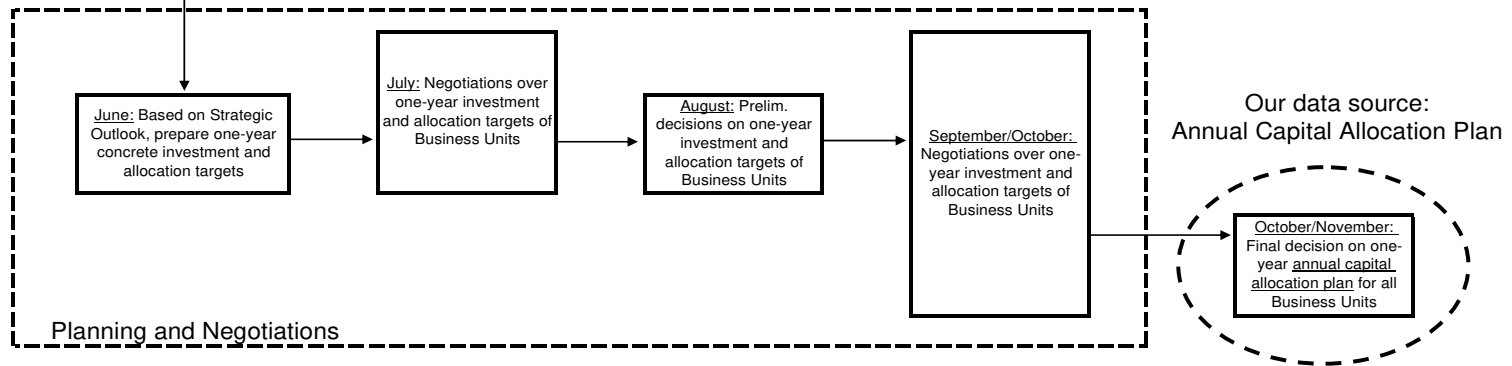 June: Based on Strategic
Outlook, prepare one-year
concrete investment and
allocation targets
July: Negotiations over
one-year investment
and allocation targets of
Business Units
August: Prelim.
decisions on one-year
investment and
allocation targets of
Business Units
September/October:
Negotiations over one-
year investment and
allocation targets of
Business Units
Our data source:
Annual Capital Allocation Plan
October/November:
Final decision on one-
year annual capital
allocation plan for all
Business Units
Planning and Negotiations